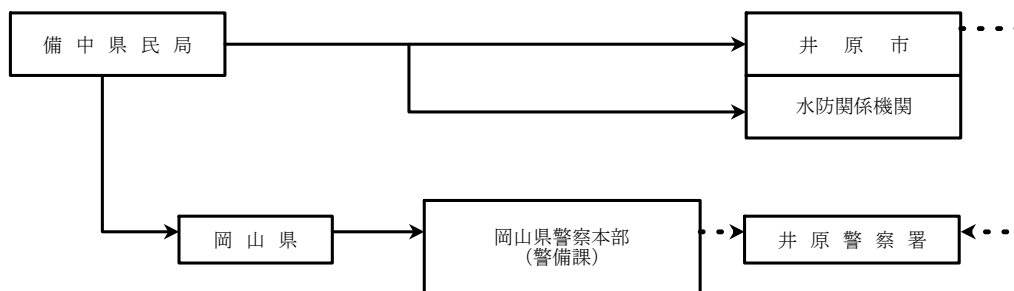 備中県民局
井原市
水防関係機関
岡山県
岡山県警察本部
（警備課）
井原警察署